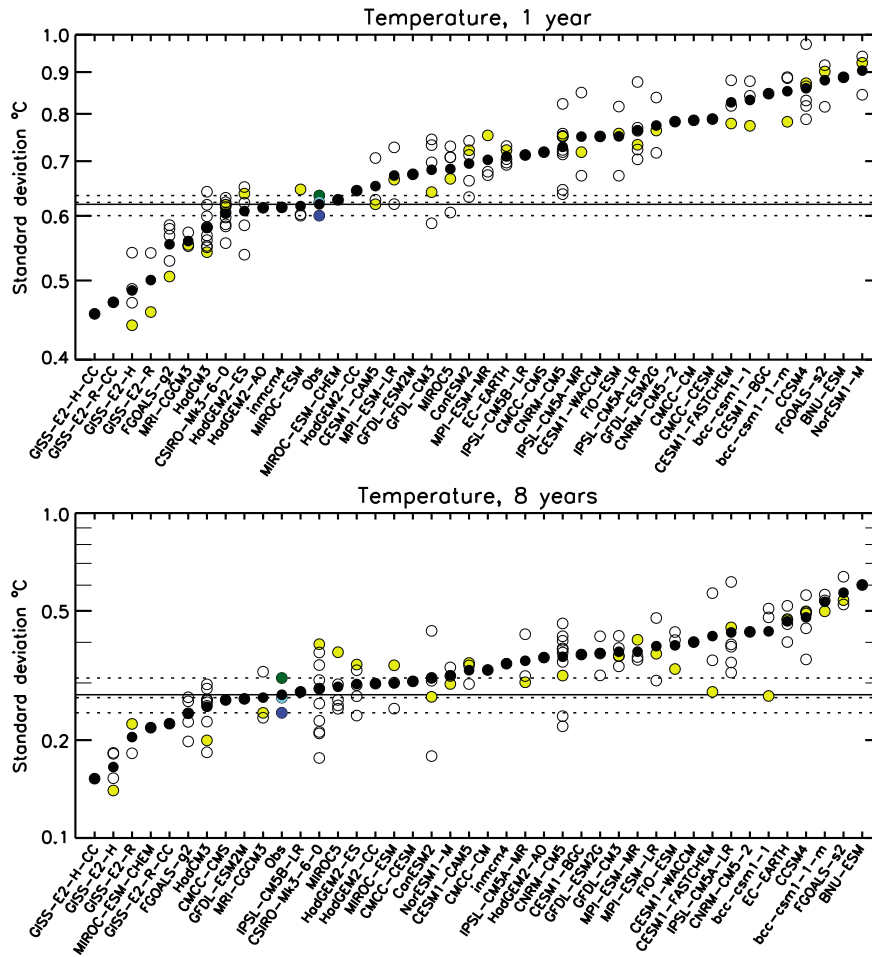 Temperature, 1 year
Standard deviation °C
1.0
0.9
0.8
0.7
0.6
0.5
0.4
GISS-E2-H-CC
GISS-E2-R-CC
GISS-E2-H
GISS-E2-R
FGOALS-g2
MRI-CGCM3
HadCM3
CSIRO-Mk3-6-0
HadGEM2-ES
HadGEM2-AO
inmcm4
MIROC-ESM
Obs
MIROC-ESM-CHEM
HadGEM2-CC
CESM1-CAM5
MPI-ESM-LR
GFDL-ESM2M
GFDL-CM3
MIROC5
CanESM2
MPI-ESM-MR
EC-EARTH
IPSL-CM5B-LR
CMCC-CMS
CNRM-CM5
IPSL-CM5A-MR
CESM1-WACCM
FIO-ESM
IPSL-CM5A-LR
GFDL-ESM2G
CNRM-CM5-2
CMCC-CM
CMCC-CESM
CESM1-FASTCHEM
bcc-csm1-1
CESM1-BGC
bcc-csm1-1-m
CCSM4
FGOALS-s2
BNU-ESM
NorESM1-M
Temperature, 8 years
Standard deviation °C
1.0
0.5
0.2
0.1
GISS-E2-H-CC
GISS-E2-H
GISS-E2-R
MIROC-ESM-CHEM
GISS-E2-R-CC
FGOALS-g2
HadCM3
CMCC-CMS
GFDL-ESM2M
MRI-CGCM3
Obs
IPSL-CM5B-LR
CSIRO-Mk3-6-0
MIROC5
HadGEM2-ES
HadGEM2-CC
MIROC-ESM
CMCC-CESM
CanESM2
NorESM1-M
CESM1-CAM5
CMCC-CM
inmcm4
IPSL-CM5A-MR
HadGEM2-AO
CNRM-CM5
CESM1-BGC
GFDL-ESM2G
GFDL-CM3
MPI-ESM-MR
MPI-ESM-LR
FIO-ESM
CESM1-WACCM
CESM1-FASTCHEM
IPSL-CM5A-LR
CNRM-CM5-2
bcc-csm1-1
EC-EARTH
CCSM4
bcc-csm1-1-m
FGOALS-s2
BNU-ESM